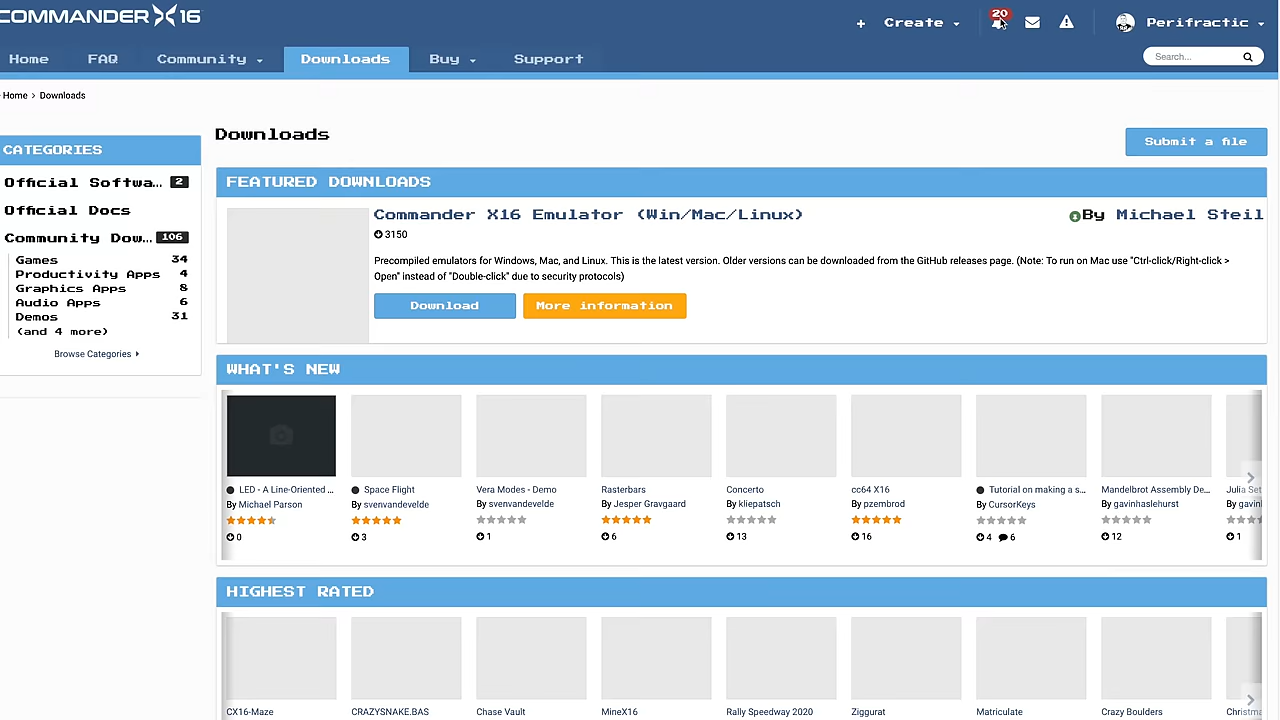 COMMANDER X16
+ Create
20
Perifractic
Home
FAQ
Community
Downloads
Buy
Support
Search...
Home > Downloads
Downloads
Submit a file
CATEGORIES
Official Softwa... 2
Official Docs
Community Dow... 106
Games 34
Productivity Apps 4
Graphics Apps 8
Audio Apps 6
Demos 31
(and 4 more)
Browse Categories
FEATURED DOWNLOADS
Commander X16 Emulator (Win/Mac/Linux)
By Michael Steil
3150
Precompiled emulators for Windows, Mac, and Linux. This is the latest version. Older versions can be downloaded from the GitHub releases page. (Note: To run on Mac use "Ctrl-click/Right-click >
Open" instead of "Double-click" due to security protocols)
Download
More information
WHAT'S NEW
LED - A Line-Oriented ...
By Michael Parson
0
Space Flight
By svenvandevelde
3
Vera Modes - Demo
By svenvandevelde
1
Rasterbars
By Jesper Gravgaard
6
Concerto
By kliepatsch
13
cc64 X16
By pzembrod
16
Tutorial on making a s...
By CursorKeys
4 6
Mandelbrot Assembly De...
By gavinhaslehurst
12
Julia Set
By gavin
1
HIGHEST RATED
CX16-Maze
CRAZYSNAKE.BAS
Chase Vault
MineX16
Rally Speedway 2020
Ziggurat
Matriculate
Crazy Boulders